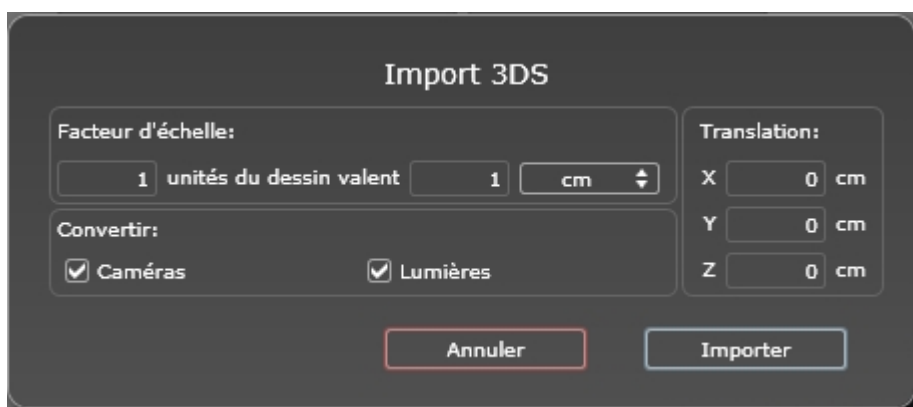 Import 3DS
Facteur d'échelle:
1 unités du dessin valent 1 cm
Convertir:
Caméras Lumières
Translation:
X 0 cm
Y 0 cm
Z 0 cm
Annuler Importer